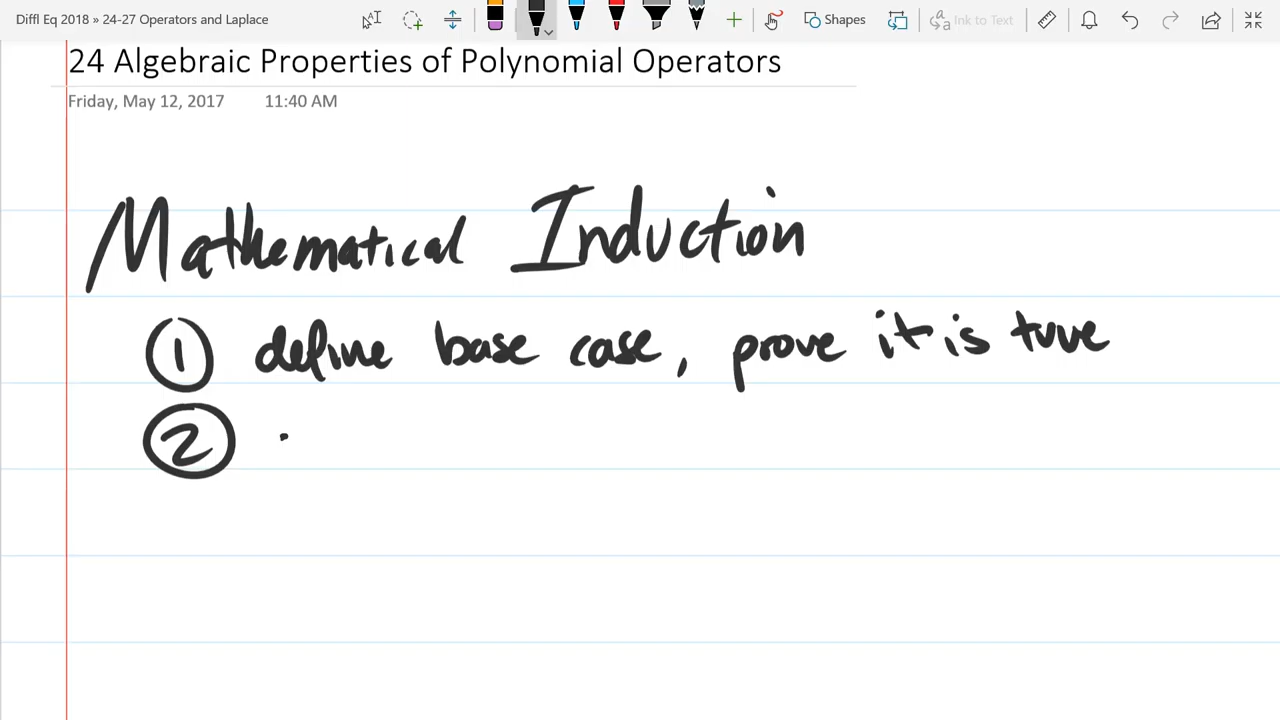 Diffl Eq 2018 » 24-27 Operators and Laplace
Shapes
Ink to Text
24 Algebraic Properties of Polynomial Operators
Friday, May 12, 2017 11:40 AM
Mathematical Induction
① define base case, prove it is true
②